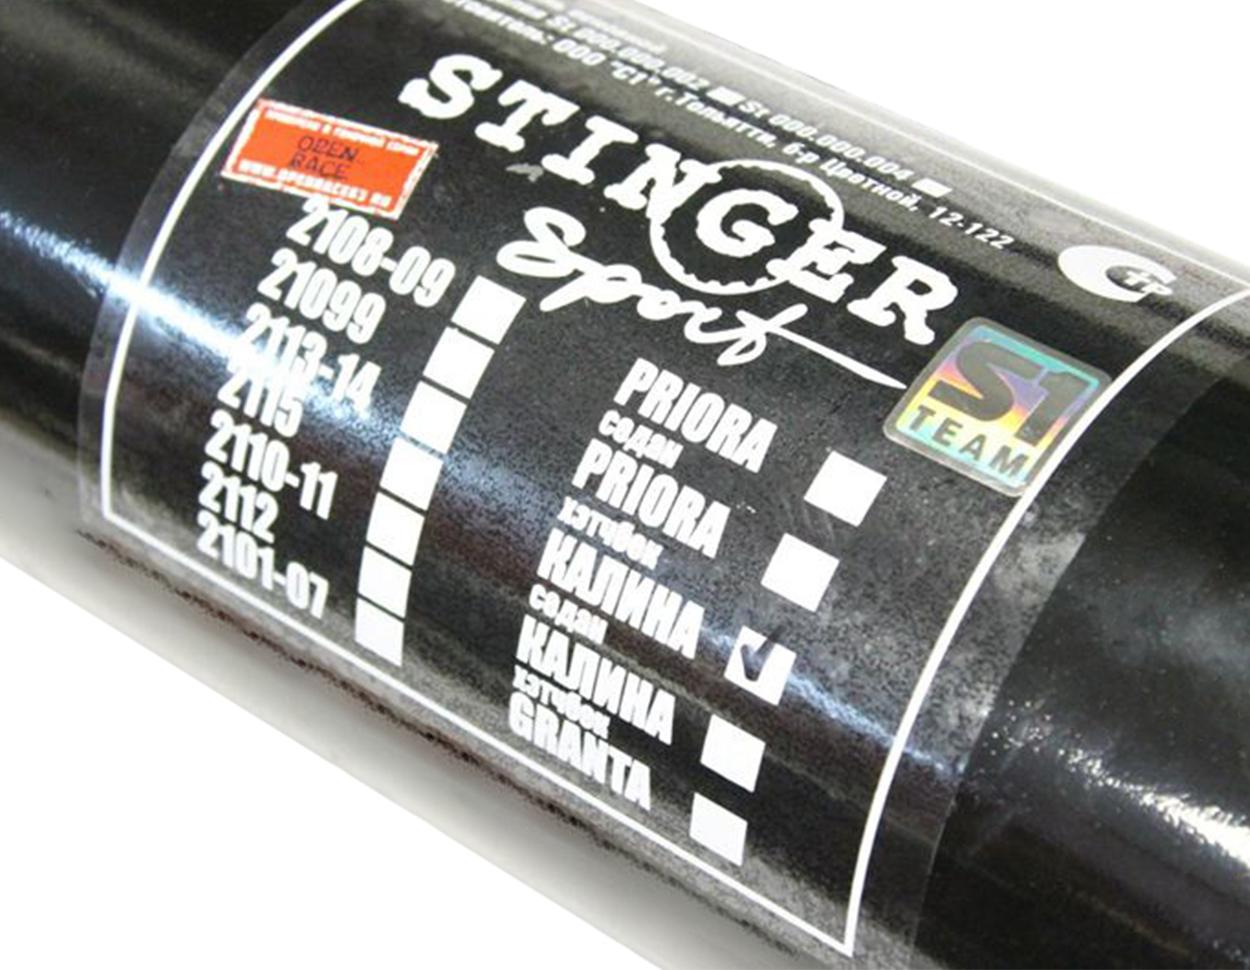 St 000.000.002 St 000.000.004
ООО "С1" г.Тольятти, б-р Цветной, 12-122
STINGER
Sport
OPEN
RACE
S1
TEAM
2108-09
21099
2113-14
2115
2110-11
2112
2101-07
PRIORA
седан
PRIORA
хэтчбек
КАЛИНА
седан
КАЛИНА
хэтчбек
GRANTA